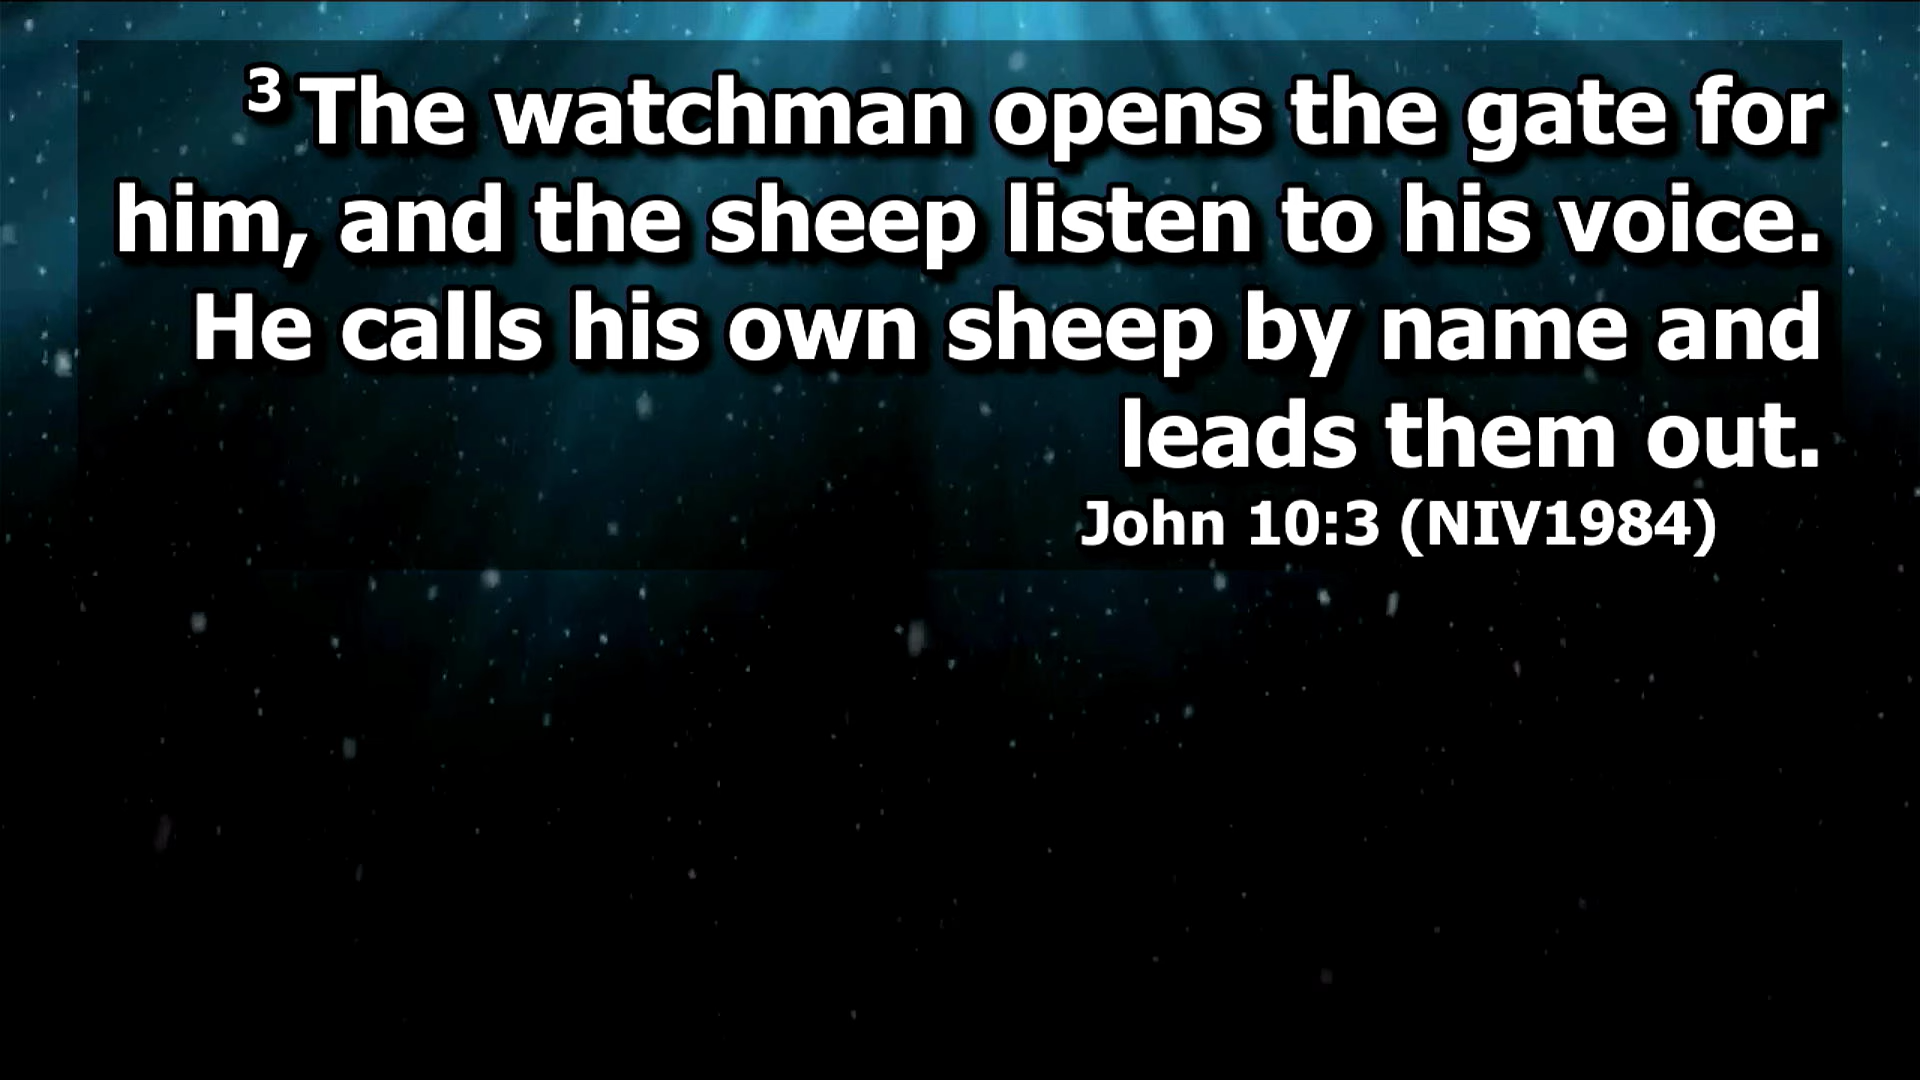 3 The watchman opens the gate for
him, and the sheep listen to his voice.
He calls his own sheep by name and
leads them out.
John 10:3 (NIV1984)